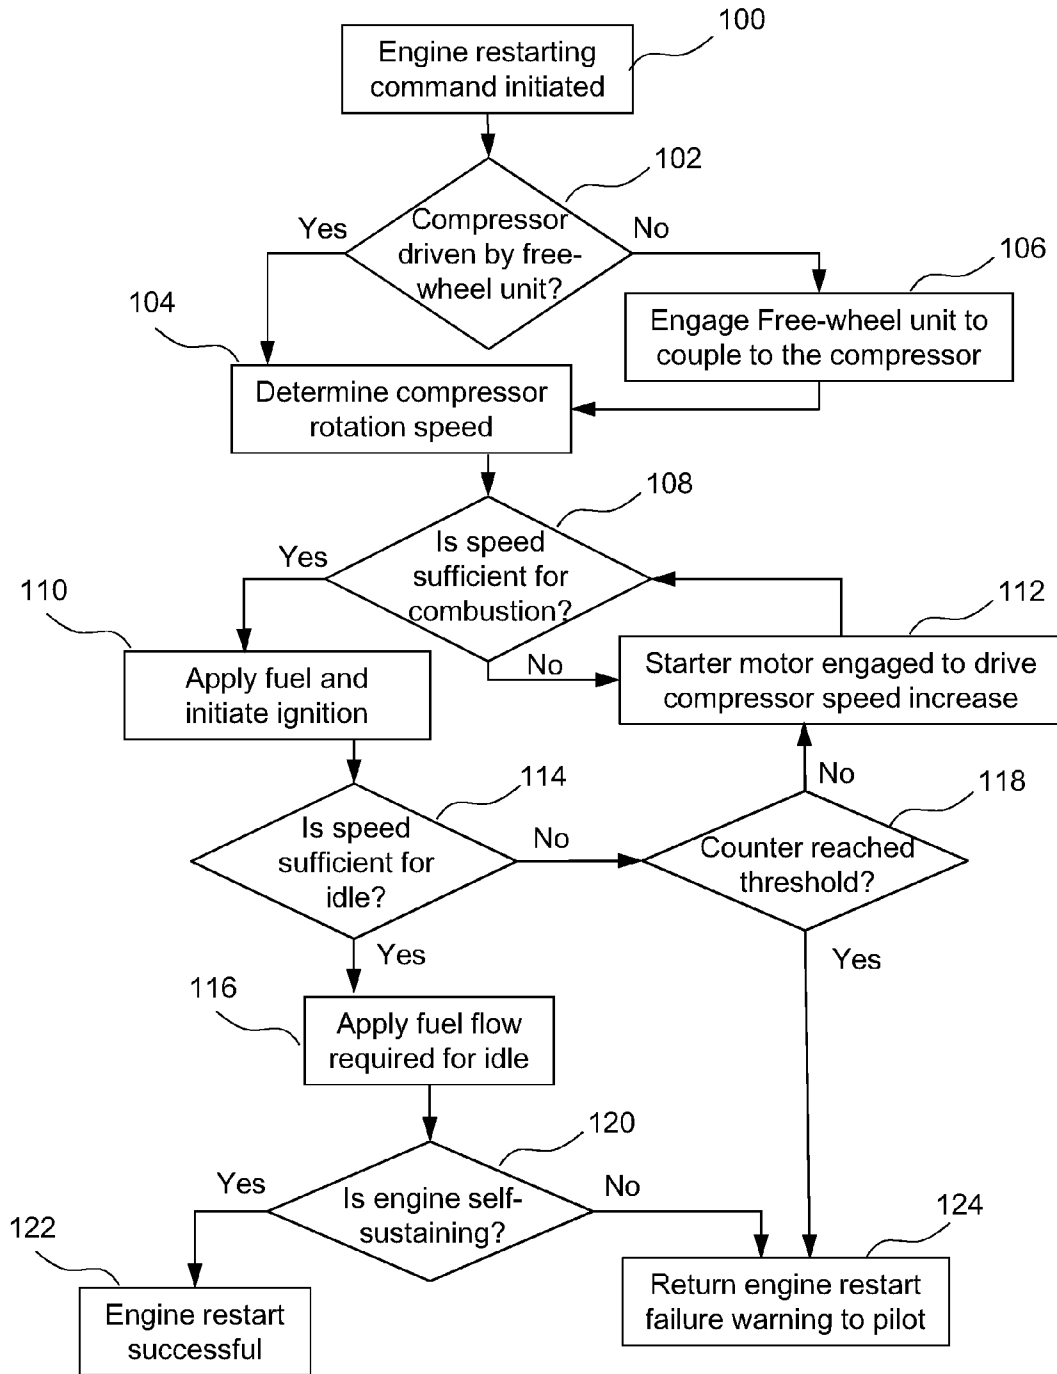 100
Engine restarting
command initiated
102
Compressor
driven by free-
wheel unit?
Yes
No
104
106
Engage Free-wheel unit to
couple to the compressor
Determine compressor
rotation speed
108
Is speed
sufficient for
combustion?
Yes
No
110
112
Apply fuel and
initiate ignition
Starter motor engaged to drive
compressor speed increase
114
Is speed
sufficient for
idle?
No
Yes
118
No
Counter reached
threshold?
Yes
116
Apply fuel flow
required for idle
120
Is engine self-
sustaining?
Yes
No
122
124
Engine restart
successful
Return engine restart
failure warning to pilot